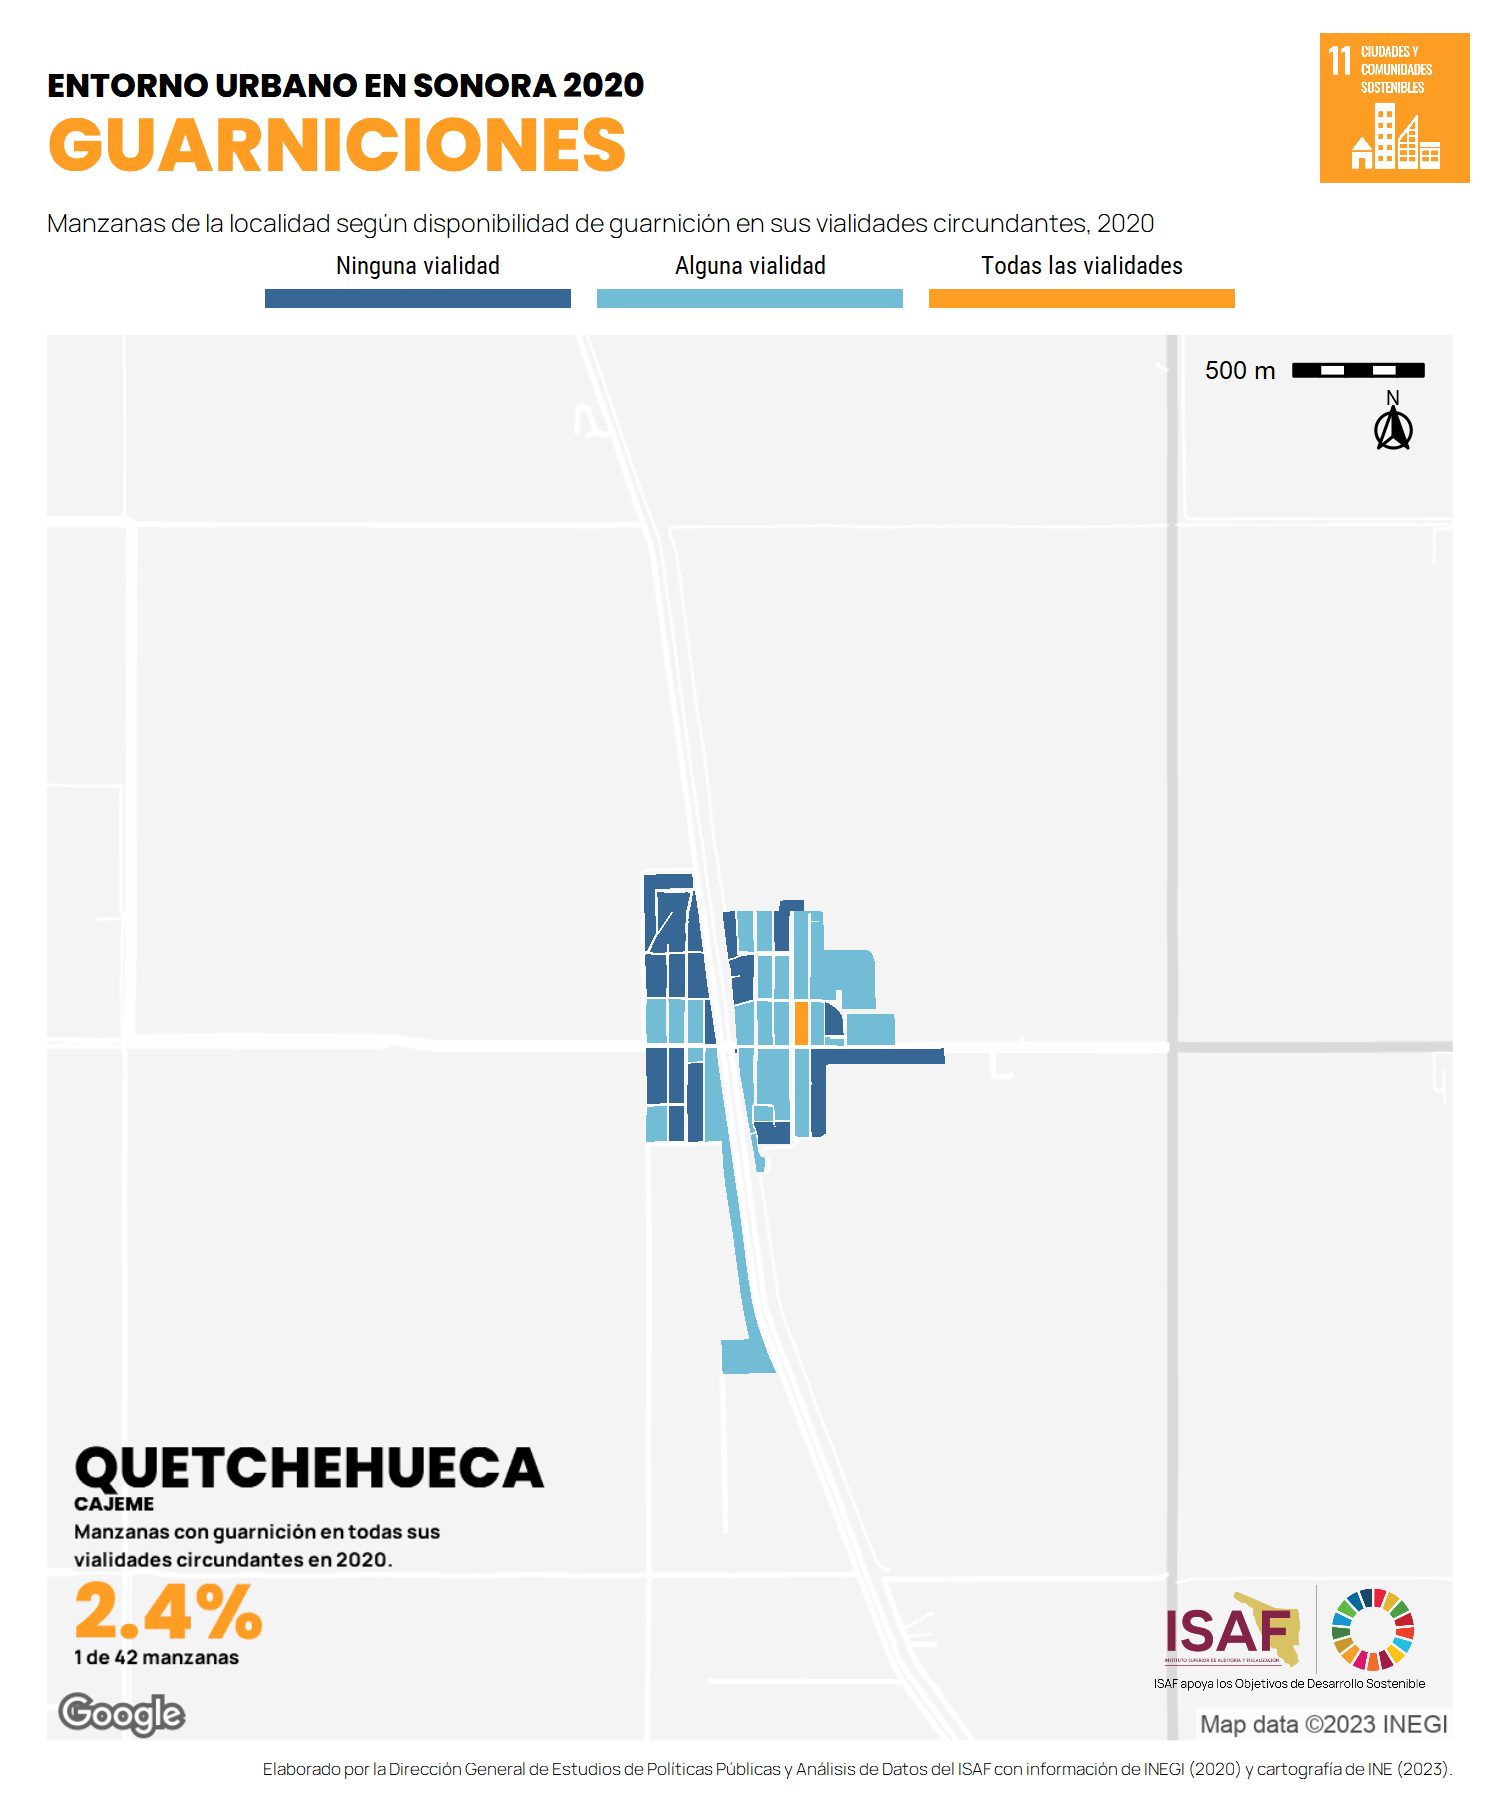 ENTORNO URBANO EN SONORA 2020
GUARNICIONES
11 CIUDADES Y
COMUNIDADES
SOSTENIBLES
Manzanas de la localidad según disponibilidad de guarnición en sus vialidades circundantes, 2020
Ninguna vialidad
Alguna vialidad
Todas las vialidades
500 m
N
QUETCHEHUECA
CAJEME
Manzanas con guarnición en todas sus
vialidades circundantes en 2020.
2.4%
1 de 42 manzanas
ISAF
INSTITUTO SUPERIOR DE AUDITORÍA Y FISCALIZACIÓN
ISAF apoya los Objetivos de Desarrollo Sostenible
Google
Map data ©2023 INEGI
Elaborado por la Dirección General de Estudios de Políticas Públicas y Análisis de Datos del ISAF con información de INEGI (2020) y cartografía de INE (2023).